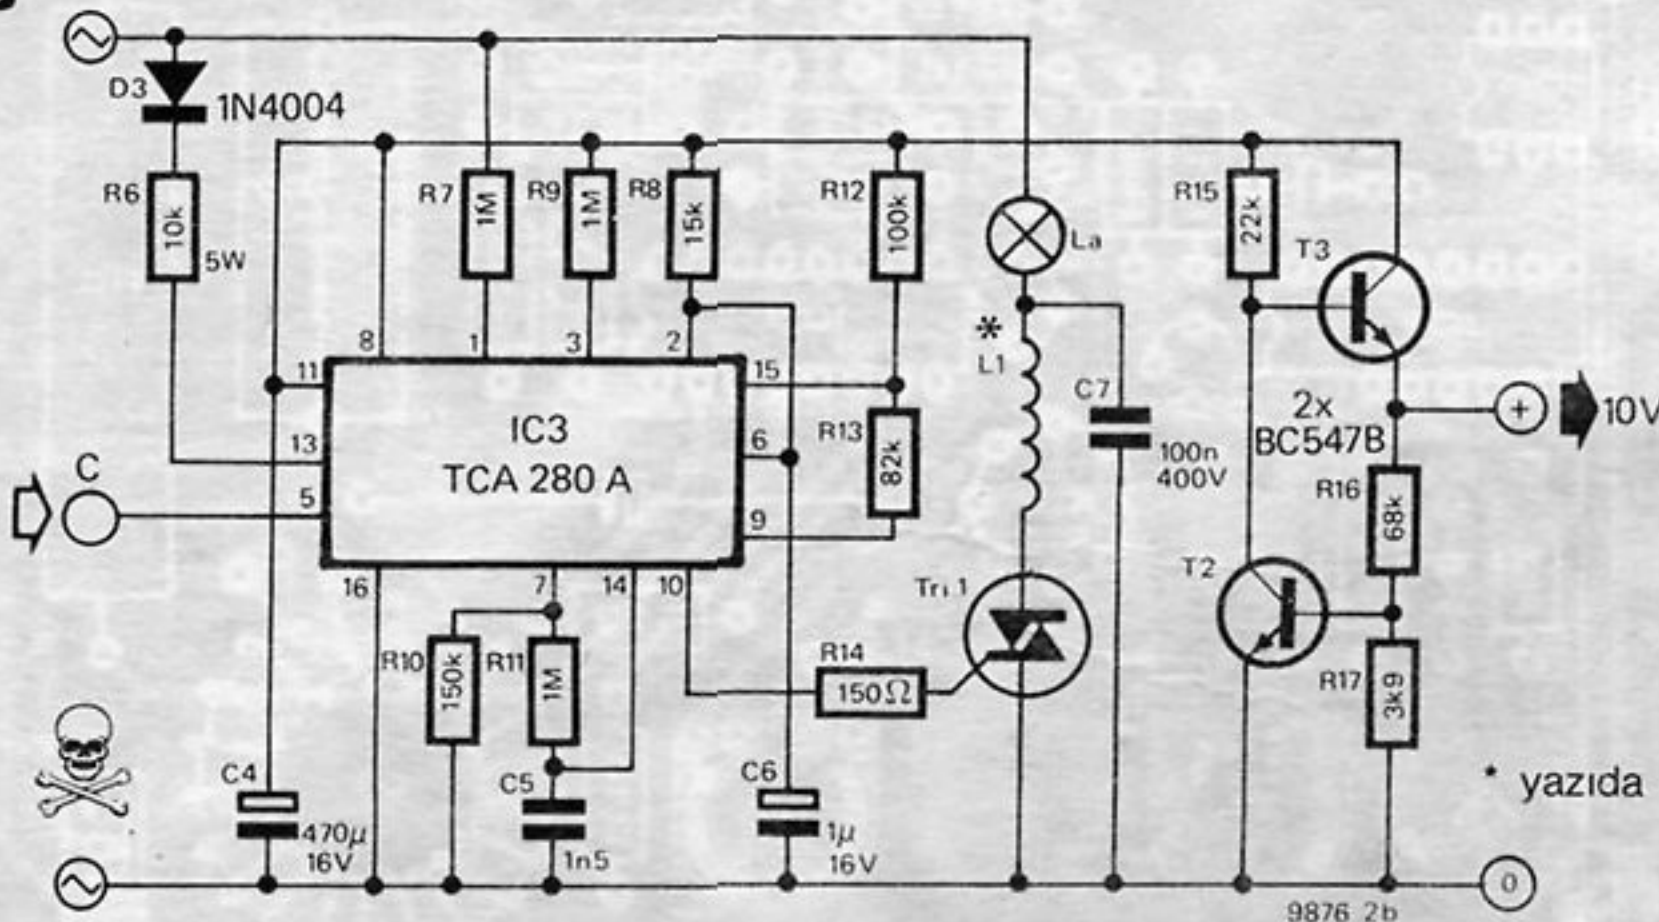 D3
1N4004
R6
10k
5W
R7
1M
R9
1M
R8
15k
R12
100k
La
R15
22k
T3
8
1
3
2
11
15
*
L1
C7
2x
BC547B
+
10V
IC3
TCA 280 A
13
6
R13
82k
100n
400V
R16
68k
C
5
9
16
7
14
10
Tri.1
T2
R10
150k
R11
1M
R14
150Ω
R17
3k9
C4
470µ
16V
C5
1n5
C6
1µ
16V
* yazıda
0
9876 2b